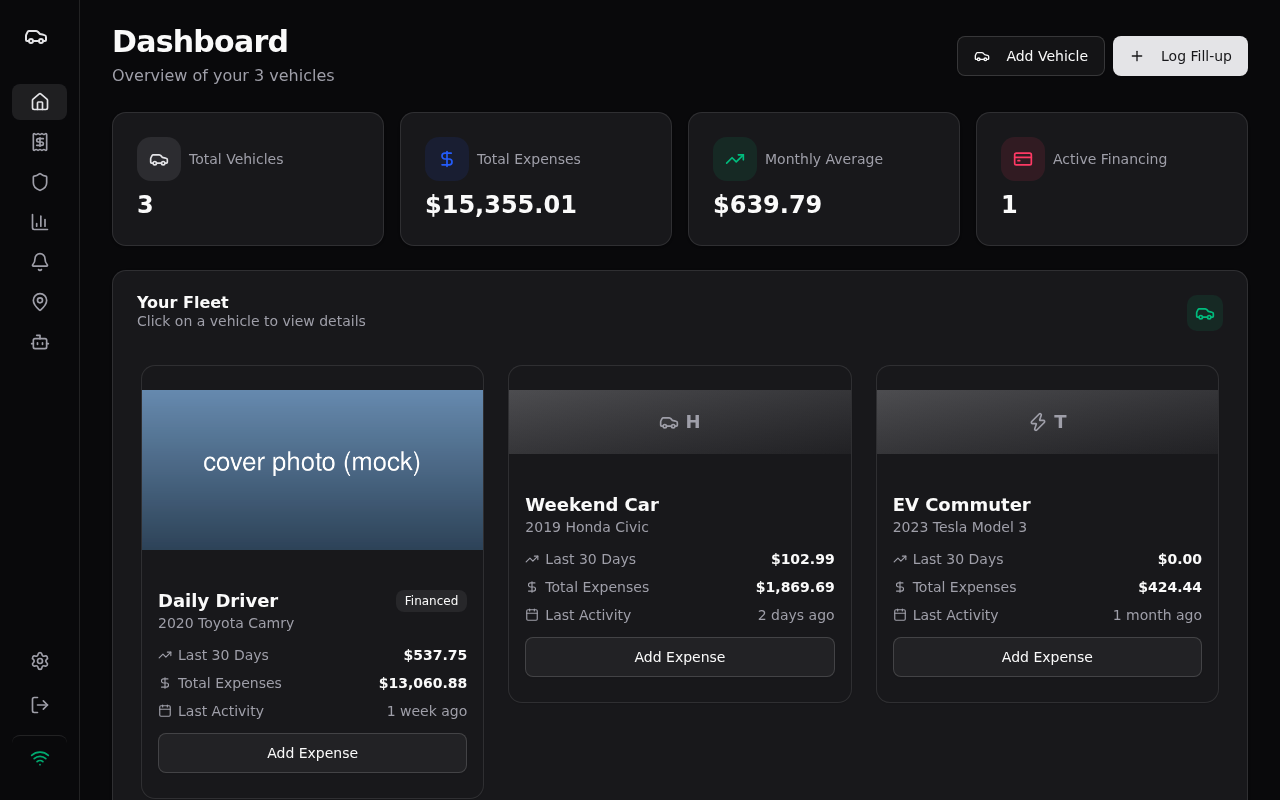 Dashboard
Overview of your 3 vehicles
Add Vehicle
Log Fill-up
Total Vehicles
3
Total Expenses
$15,355.01
Monthly Average
$639.79
Active Financing
1
Your Fleet
Click on a vehicle to view details
cover photo (mock)
Daily Driver
Financed
2020 Toyota Camry
Last 30 Days $537.75
Total Expenses $13,060.88
Last Activity 1 week ago
Add Expense
H
Weekend Car
2019 Honda Civic
Last 30 Days $102.99
Total Expenses $1,869.69
Last Activity 2 days ago
Add Expense
T
EV Commuter
2023 Tesla Model 3
Last 30 Days $0.00
Total Expenses $424.44
Last Activity 1 month ago
Add Expense